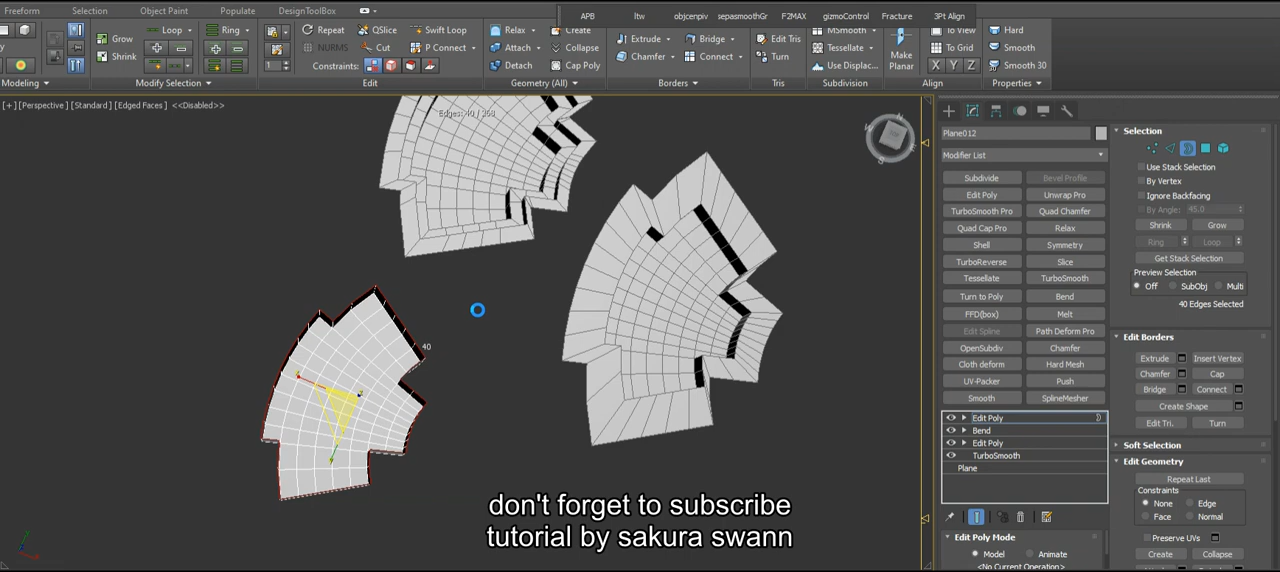 Freeform Selection Object Paint Populate DesignToolBox
APB ltw objcenpiv sepasmoothGr F2MAX gizmoControl Fracture 3Pt Align
Grow Loop Ring Repeat QSlice Swift Loop Relax Create Extrude Bridge Edit Tris MSmooth To View Hard
Shrink NURMS Cut P Connect Attach Collapse Chamfer Connect Turn Tessellate Make Planar To Grid Smooth
1 Constraints: Detach Cap Poly Use Displac... X Y Z Smooth 30
Modeling Modify Selection Edit Geometry (All) Borders Tris Subdivision Align Properties
[+] [Perspective] [Standard] [Edged Faces] <<Disabled>>
40
Plane012
Modifier List
Subdivide Bevel Profile
Edit Poly Unwrap Pro
TurboSmooth Pro Quad Chamfer
Quad Cap Pro Relax
Shell Symmetry
TurboReverse Slice
Tessellate TurboSmooth
Turn to Poly Bend
FFD(box) Melt
Edit Spline Path Deform Pro
OpenSubdiv Chamfer
Cloth deform Hard Mesh
UV-Packer Push
Smooth SplineMesher
Edit Poly
Bend
Edit Poly
TurboSmooth
Plane
Edit Poly Mode
Model Animate
<No Current Operation>
Selection
Use Stack Selection
By Vertex
Ignore Backfacing
By Angle: 45.0
Shrink Grow
Ring Loop
Get Stack Selection
Preview Selection
Off SubObj Multi
40 Edges Selected
Edit Borders
Extrude Insert Vertex
Chamfer Cap
Bridge Connect
Create Shape
Edit Tri. Turn
Soft Selection
Edit Geometry
Repeat Last
Constraints
None Edge
Face Normal
Preserve UVs
Create Collapse
don't forget to subscribe
tutorial by sakura swann